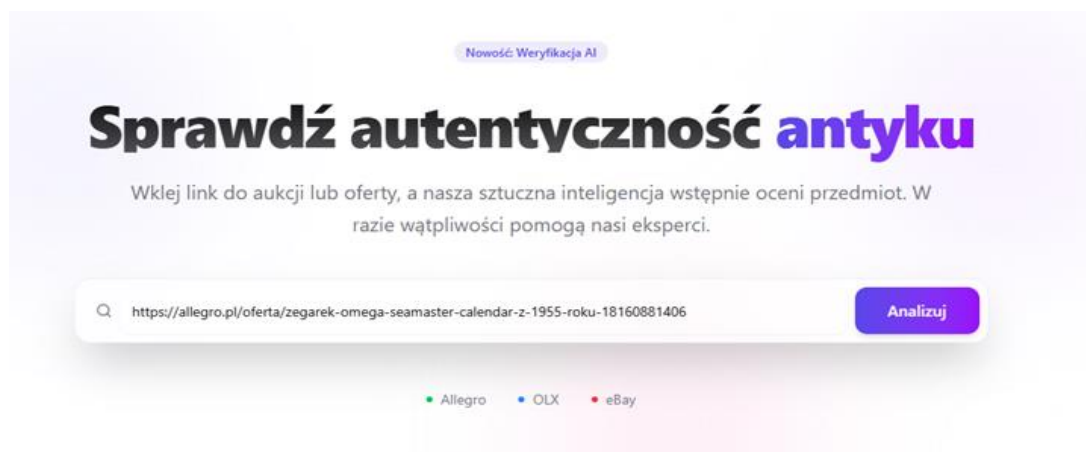 Nowość: Weryfikacja AI
Sprawdź autentyczność antyku
Wklej link do aukcji lub oferty, a nasza sztuczna inteligencja wstępnie oceni przedmiot. W
razie wątpliwości pomogą nasi eksperci.
https://allegro.pl/oferta/zegarek-omega-seamaster-calendar-z-1955-roku-18160881406
Analizuj
Allegro
OLX
eBay